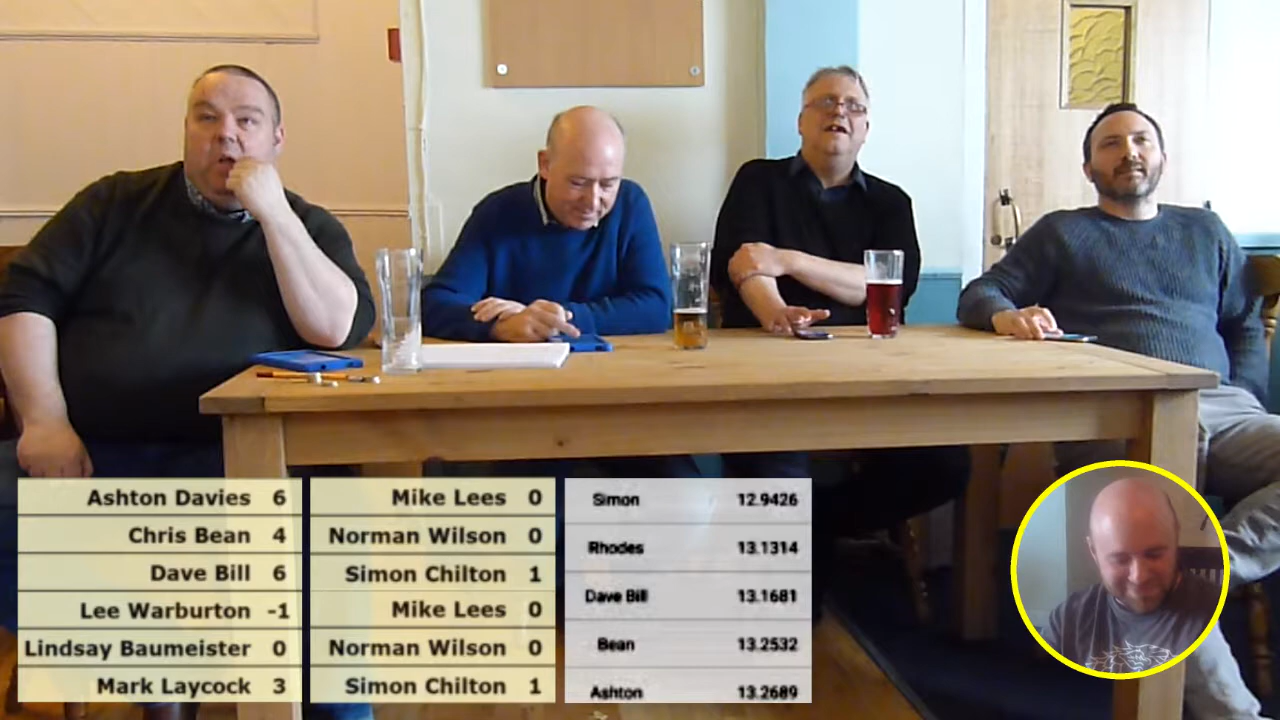 Ashton Davies 6
Chris Bean 4
Dave Bill 6
Lee Warburton -1
Lindsay Baumeister 0
Mark Laycock 3
Mike Lees 0
Norman Wilson 0
Simon Chilton 1
Mike Lees 0
Norman Wilson 0
Simon Chilton 1
Simon 12.9426
Rhodes 13.1314
Dave Bill 13.1681
Bean 13.2532
Ashton 13.2689